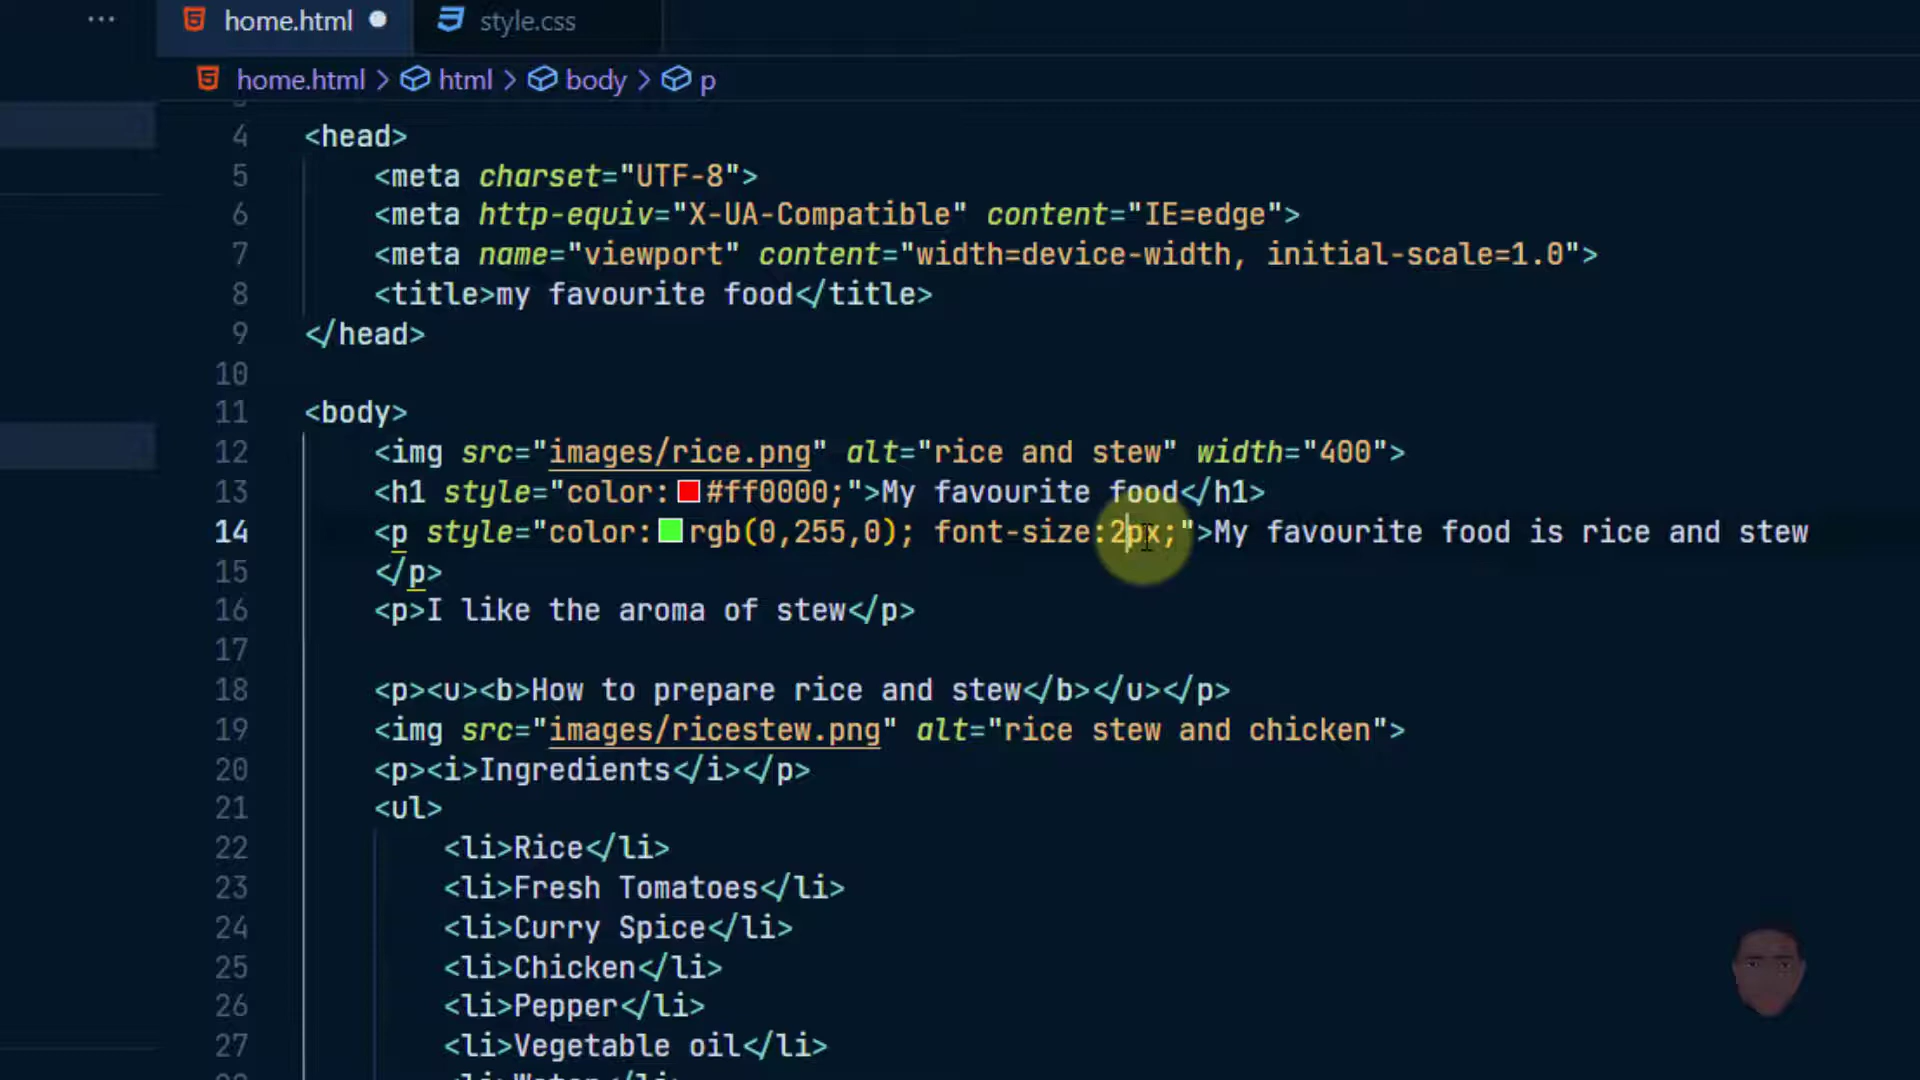 ... home.html style.css
home.html > html > body > p
4 <head>
5 <meta charset="UTF-8">
6 <meta http-equiv="X-UA-Compatible" content="IE=edge">
7 <meta name="viewport" content="width=device-width, initial-scale=1.0">
8 <title>my favourite food</title>
9 </head>
10
11 <body>
12 <img src="images/rice.png" alt="rice and stew" width="400">
13 <h1 style="color:#ff0000;">My favourite food</h1>
14 <p style="color:rgb(0,255,0); font-size:2px;">My favourite food is rice and stew
15 </p>
16 <p>I like the aroma of stew</p>
17
18 <p><u><b>How to prepare rice and stew</b></u></p>
19 <img src="images/ricestew.png" alt="rice stew and chicken">
20 <p><i>Ingredients</i></p>
21 <ul>
22 <li>Rice</li>
23 <li>Fresh Tomatoes</li>
24 <li>Curry Spice</li>
25 <li>Chicken</li>
26 <li>Pepper</li>
27 <li>Vegetable oil</li>